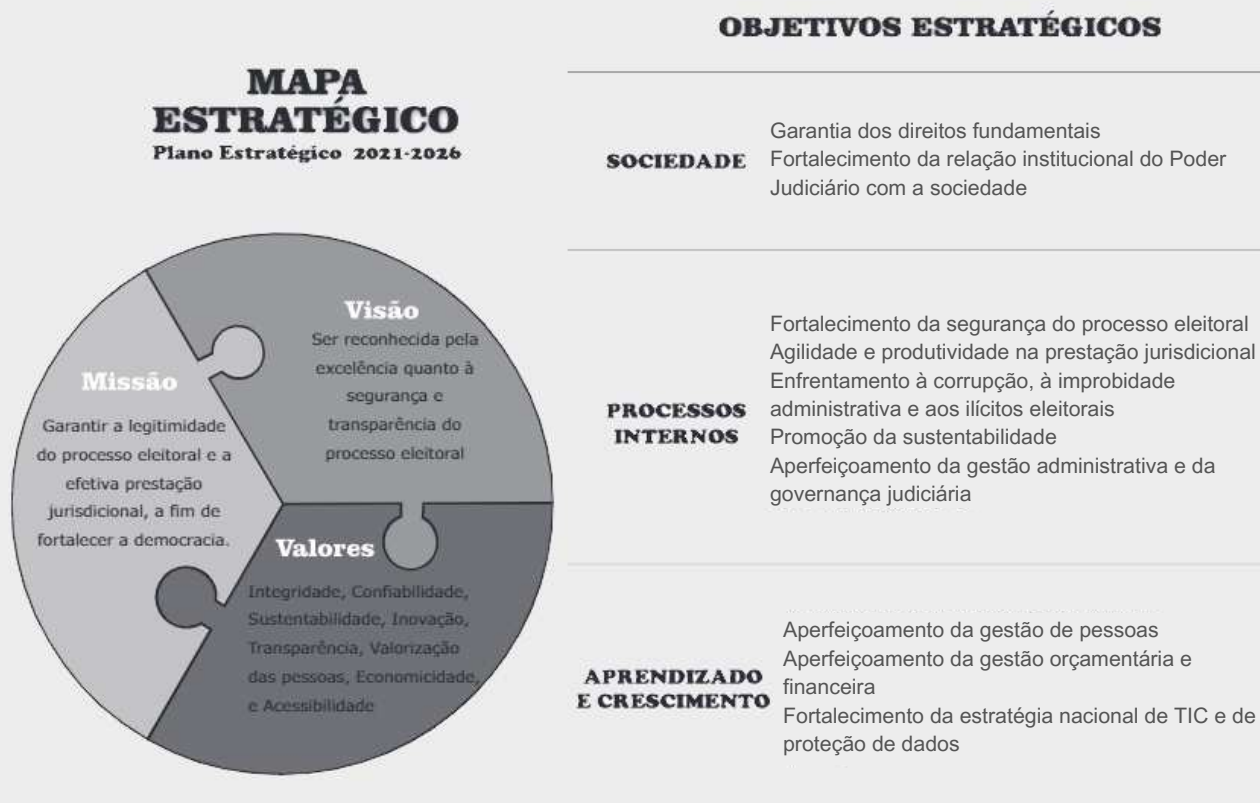 MAPA
ESTRATÉGICO
Plano Estratégico 2021-2026
Missão
Garantir a legitimidade
do processo eleitoral e a
efetiva prestação
jurisdicional, a fim de
fortalecer a democracia.
Visão
Ser reconhecida pela
excelência quanto à
segurança e
transparência do
processo eleitoral
Valores
Integridade, Confiabilidade,
Sustentabilidade, Inovação,
Transparência, Valorização
das pessoas, Economicidade,
e Acessibilidade
OBJETIVOS ESTRATÉGICOS
SOCIEDADE
Garantia dos direitos fundamentais
Fortalecimento da relação institucional do Poder
Judiciário com a sociedade
PROCESSOS
INTERNOS
Fortalecimento da segurança do processo eleitoral
Agilidade e produtividade na prestação jurisdicional
Enfrentamento à corrupção, à improbidade
administrativa e aos ilícitos eleitorais
Promoção da sustentabilidade
Aperfeiçoamento da gestão administrativa e da
governança judiciária
APRENDIZADO
E CRESCIMENTO
Aperfeiçoamento da gestão de pessoas
Aperfeiçoamento da gestão orçamentária e
financeira
Fortalecimento da estratégia nacional de TIC e de
proteção de dados